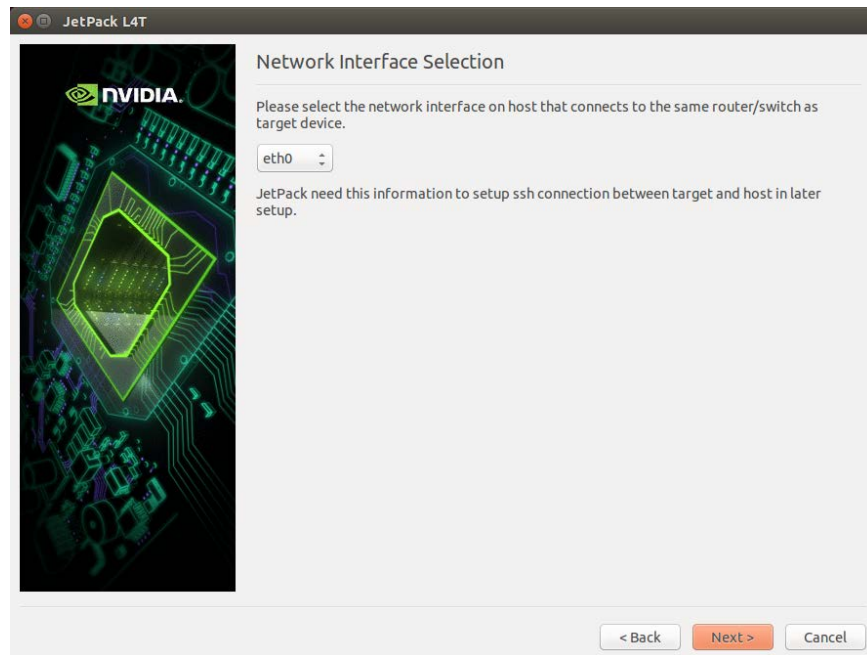 JetPack L4T
NVIDIA.
Network Interface Selection
Please select the network interface on host that connects to the same router/switch as
target device.
eth0
JetPack need this information to setup ssh connection between target and host in later
setup.
< Back
Next >
Cancel